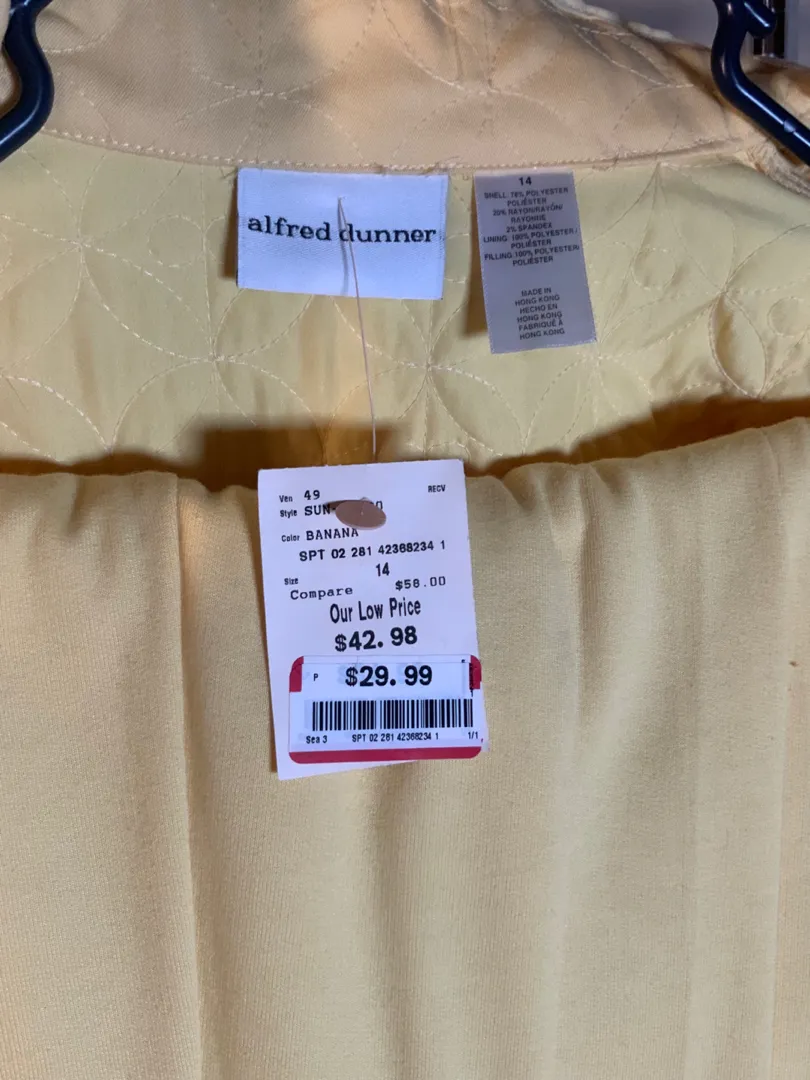 alfred dunner
14
SHELL: 78% POLYESTER
POLIÉSTER
20% RAYON/RAYÓN/
RAYONNE
2% SPANDEX
LINING: 100% POLYESTER/
POLIÉSTER
FILLING: 100% POLYESTER/
POLIÉSTER
MADE IN
HONG KONG
HECHO EN
HONG KONG
FABRIQUÉ À
HONG KONG
Ven 49 RECV
Style SUN-
Color BANANA
SPT 02 281 42368234 1
Size 14
Compare $58.00
Our Low Price
$42.98
P $29.99
Sea 3 SPT 02 281 42368234 1 1/1